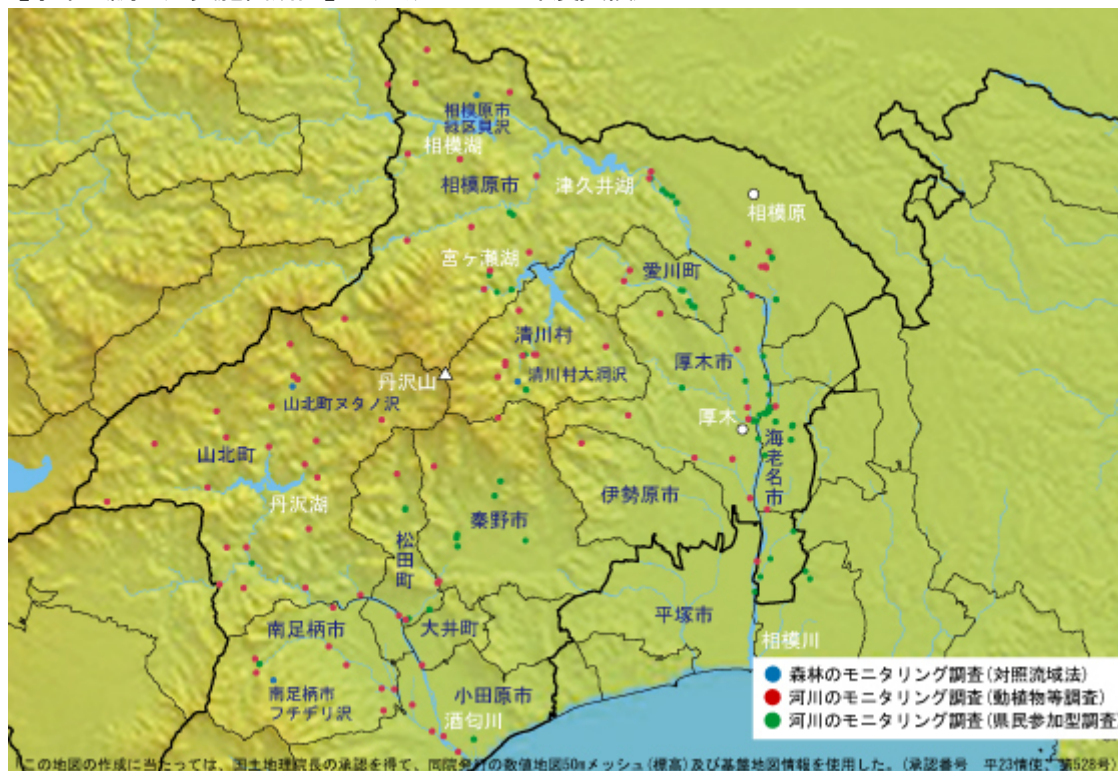 相模原市
緑区貝沢
相模湖
相模原市
津久井湖
相模原
宮ヶ瀬湖
愛川町
清川村
厚木市
丹沢山
清川村大洞沢
山北町ヌタノ沢
厚木
山北町
海老名市
丹沢湖
伊勢原市
秦野市
松田町
平塚市
南足柄市
大井町
相模川
南足柄市
フチヂリ沢
小田原市
酒匂川
森林のモニタリング調査(対照流域法)
河川のモニタリング調査(動植物等調査)
河川のモニタリング調査(県民参加型調査)
この地図の作成に当たっては、国土地理院長の承認を得て、同院発行の数値地図50mメッシュ(標高)及び基盤地図情報を使用した。(承認番号 平23情使、第528号)